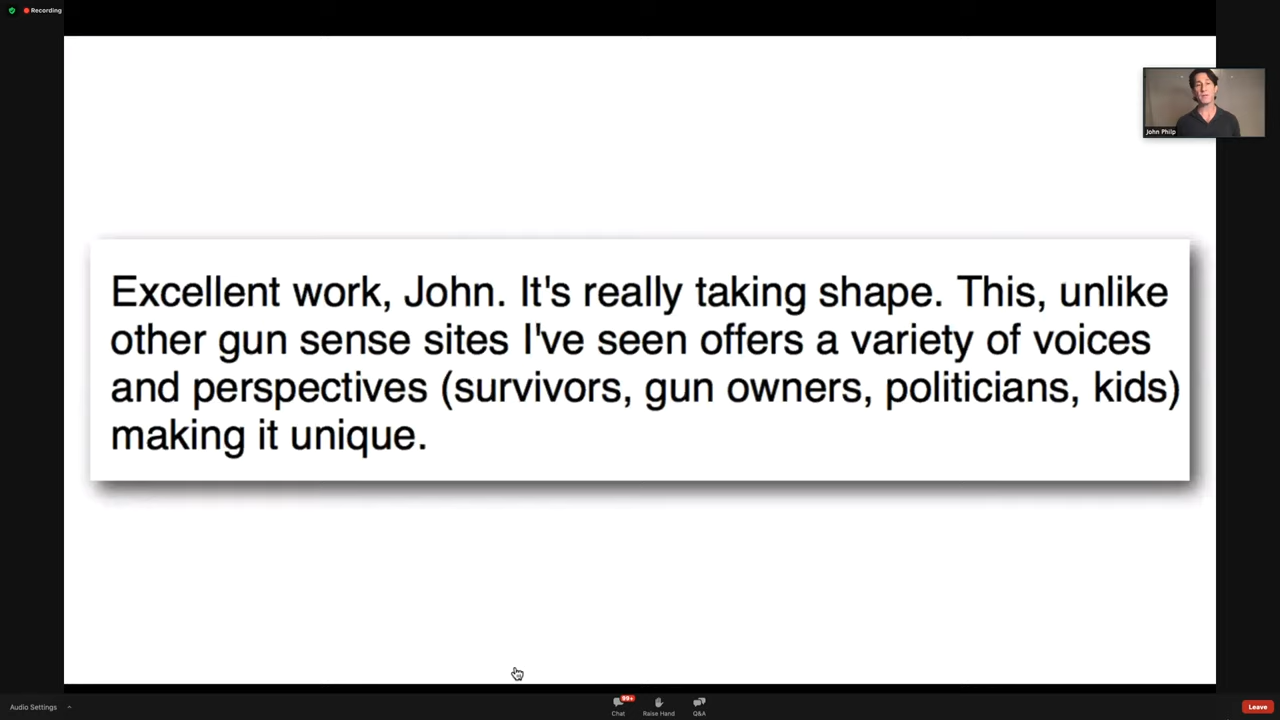 Recording
John Philp
Excellent work, John. It's really taking shape. This, unlike
other gun sense sites I've seen offers a variety of voices
and perspectives (survivors, gun owners, politicians, kids)
making it unique.
Audio Settings
99+
Chat
Raise Hand
Q&A
Leave